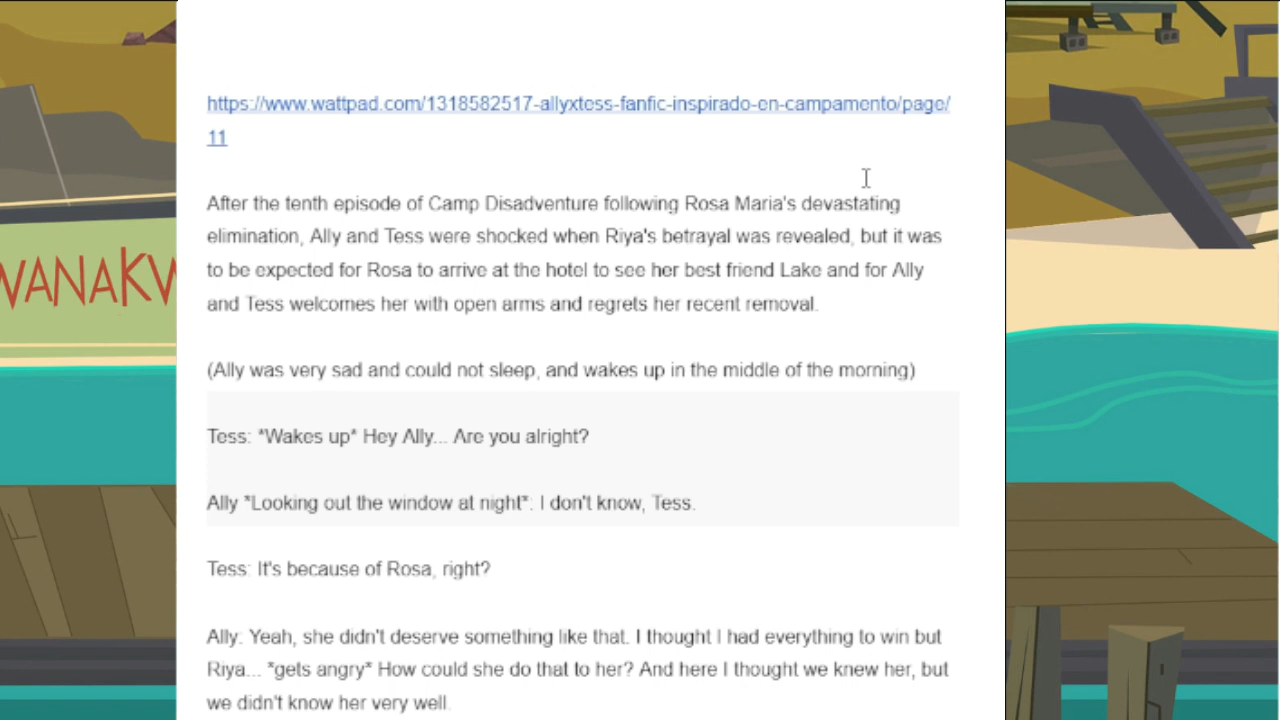 https://www.wattpad.com/1318582517-allyxtess-fanfic-inspirado-en-campamento/page/
11
After the tenth episode of Camp Disadventure following Rosa Maria's devastating
elimination, Ally and Tess were shocked when Riya's betrayal was revealed, but it was
to be expected for Rosa to arrive at the hotel to see her best friend Lake and for Ally
and Tess welcomes her with open arms and regrets her recent removal.
(Ally was very sad and could not sleep, and wakes up in the middle of the morning)
Tess: *Wakes up* Hey Ally... Are you alright?
Ally *Looking out the window at night*: I don't know, Tess.
Tess: It's because of Rosa, right?
Ally: Yeah, she didn't deserve something like that. I thought I had everything to win but
Riya... *gets angry* How could she do that to her? And here I thought we knew her, but
we didn't know her very well.
WANAKW